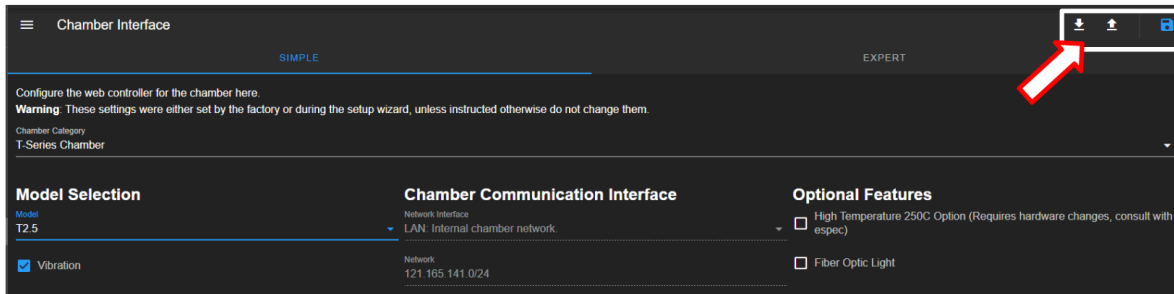 Chamber Interface
SIMPLE
EXPERT
Configure the web controller for the chamber here.
Warning: These settings were either set by the factory or during the setup wizard, unless instructed otherwise do not change them.
Chamber Category
T-Series Chamber
Model Selection
Model
T2.5
Vibration
Chamber Communication Interface
Network Interface
LAN: Internal chamber network.
Network
121.165.141.0/24
Optional Features
High Temperature 250C Option (Requires hardware changes, consult with
espec)
Fiber Optic Light